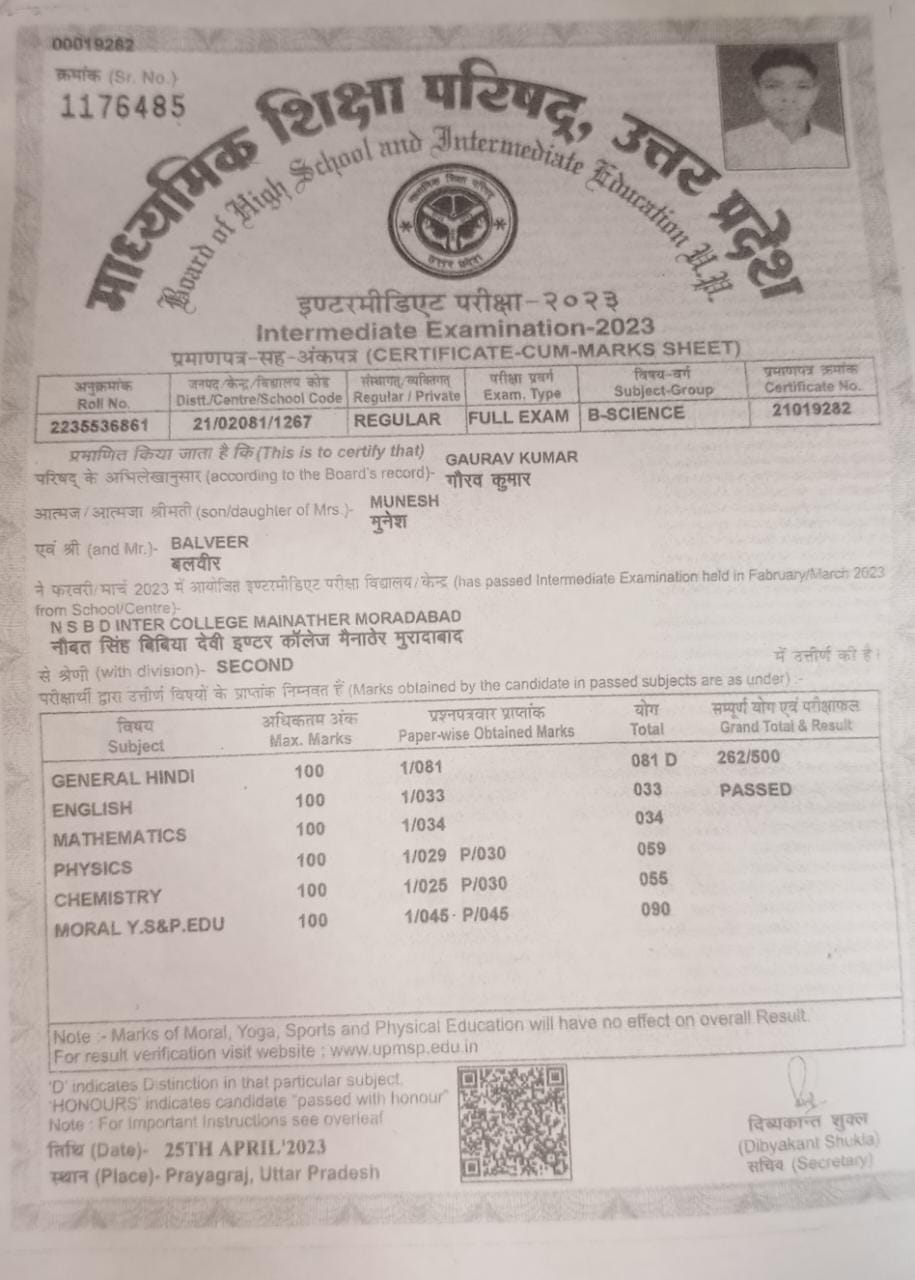 00019282
क्रमांक (Sr. No.)
1176485
माध्यमिक शिक्षा परिषद्, उत्तर प्रदेश
Board of High School and Intermediate Education U.P.
माध्यमिक शिक्षा परिषद्
उत्तर प्रदेश
इण्टरमीडिएट परीक्षा-२०२३
Intermediate Examination-2023
प्रमाणपत्र-सह-अंकपत्र (CERTIFICATE-CUM-MARKS SHEET)
अनुक्रमांक जनपद/केन्द्र/विद्यालय कोड संस्थागत/व्यक्तिगत परीक्षा प्रवर्ग विषय-वर्ग प्रमाणपत्र क्रमांक
Roll No. Distt./Centre/School Code Regular / Private Exam. Type Subject-Group Certificate No.
2235536861 21/02081/1267 REGULAR FULL EXAM B-SCIENCE 21019282
प्रमाणित किया जाता है कि (This is to certify that) GAURAV KUMAR
परिषद् के अभिलेखानुसार (according to the Board's record)- गौरव कुमार
आत्मज/आत्मजा श्रीमती (son/daughter of Mrs.)- MUNESH
मुनेश
एवं श्री (and Mr.)- BALVEER
बलवीर
ने फरवरी/मार्च 2023 में आयोजित इण्टरमीडिएट परीक्षा विद्यालय/केन्द्र (has passed Intermediate Examination held in Fabruary/March 2023
from School/Centre)-
N S B D INTER COLLEGE MAINATHER MORADABAD
नौबत सिंह बिबिया देवी इण्टर कॉलेज मैनाठेर मुरादाबाद
से श्रेणी (with division)- SECOND में उत्तीर्ण की है।
परीक्षार्थी द्वारा उत्तीर्ण विषयों के प्राप्तांक निम्नवत हैं (Marks obtained by the candidate in passed subjects are as under) :-
विषय अधिकतम अंक प्रश्नपत्रवार प्राप्तांक योग सम्पूर्ण योग एवं परीक्षाफल
Subject Max. Marks Paper-wise Obtained Marks Total Grand Total & Result
GENERAL HINDI 100 1/081 081 D 262/500
ENGLISH 100 1/033 033 PASSED
MATHEMATICS 100 1/034 034
PHYSICS 100 1/029 P/030 059
CHEMISTRY 100 1/025 P/030 055
MORAL Y.S&P.EDU 100 1/045 P/045 090
Note :- Marks of Moral, Yoga, Sports and Physical Education will have no effect on overall Result.
For result verification visit website : www.upmsp.edu.in
'D' indicates Distinction in that particular subject.
'HONOURS' indicates candidate "passed with honour"
Note : For Important Instructions see overleaf
तिथि (Date)- 25TH APRIL'2023
स्थान (Place)- Prayagraj, Uttar Pradesh
दिब्यकान्त शुक्ल
(Dibyakant Shukla)
सचिव (Secretary)